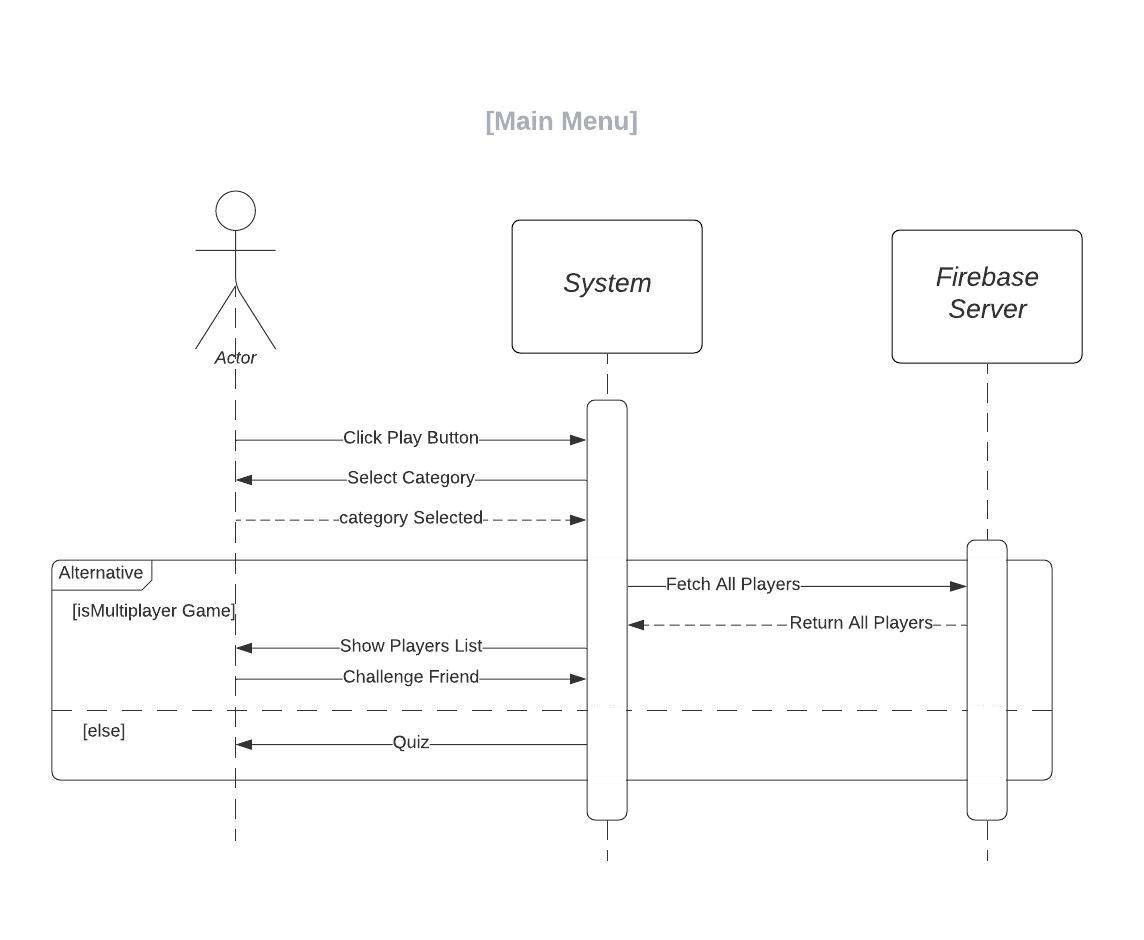 [Main Menu]
System
Firebase
Server
Actor
Click Play Button
Select Category
category Selected
Alternative
Fetch All Players
[isMultiplayer Game]
Return All Players
Show Players List
Challenge Friend
[else]
Quiz